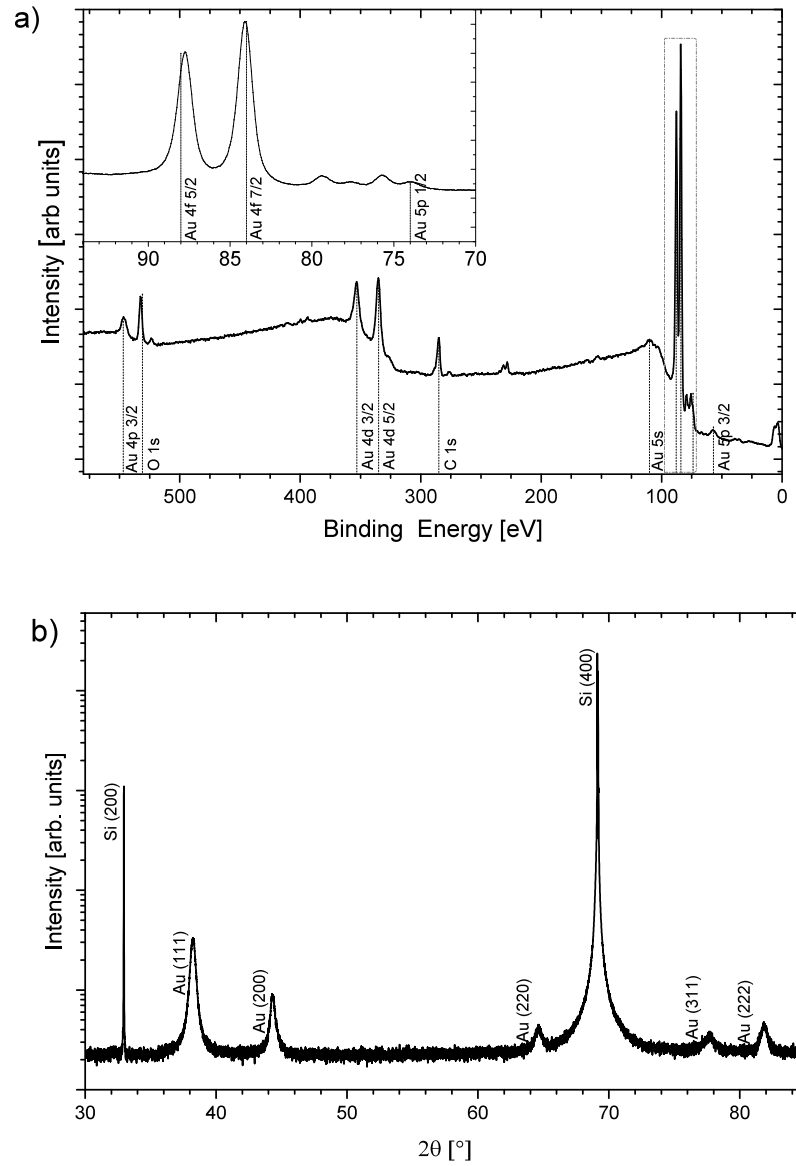 a)
Intensity [arb units]
Au 4f 5/2
Au 4f 7/2
Au 5p 1/2
90 85 80 75 70
Au 4p 3/2
O 1s
Au 4d 3/2
Au 4d 5/2
C 1s
Au 5s
Au 5p 3/2
500 400 300 200 100 0
Binding Energy [eV]
b)
Intensity [arb. units]
Si (200)
Au (111)
Au (200)
Au (220)
Si (400)
Au (311)
Au (222)
30 40 50 60 70 80
2θ [°]